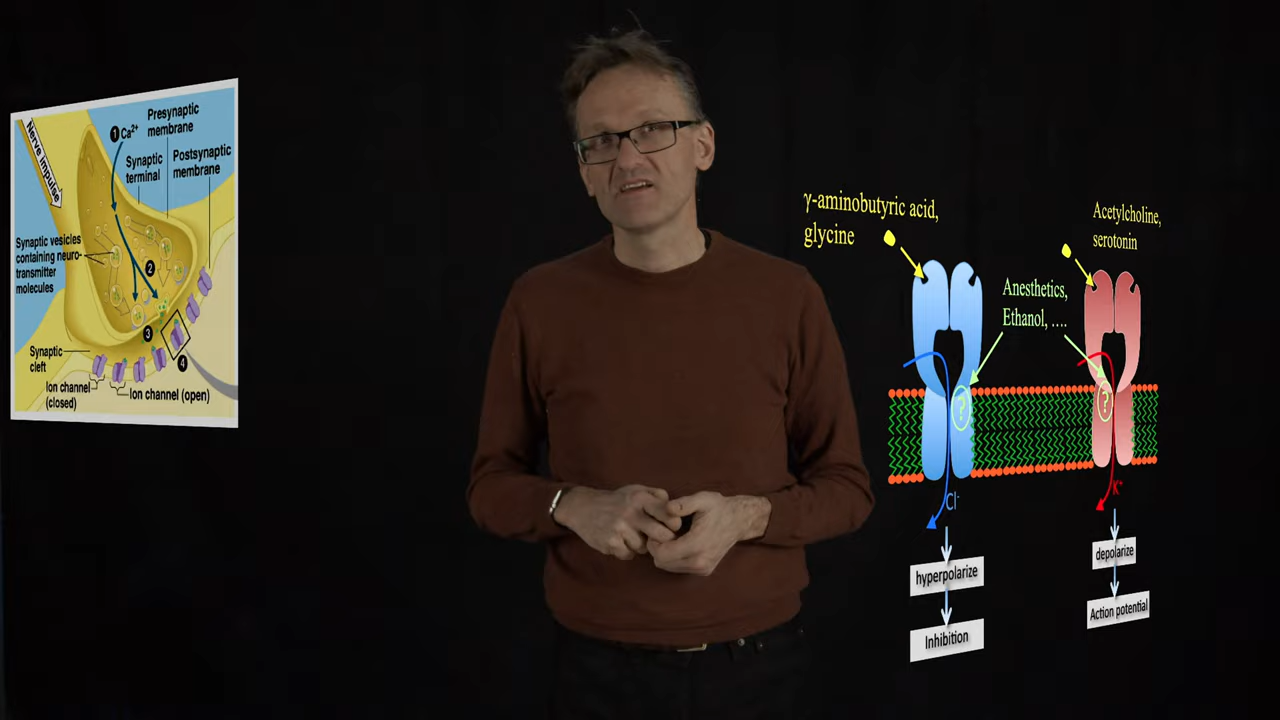 Nerve impulse
1 Ca²⁺
Presynaptic
membrane
Synaptic
terminal
Postsynaptic
membrane
Synaptic vesicles
containing neuro-
transmitter
molecules
2
3
4
Synaptic
cleft
Ion channel
(closed)
Ion channel (open)
γ-aminobutyric acid,
glycine
Anesthetics,
Ethanol, ....
Acetylcholine,
serotonin
?
?
Cl⁻
K⁺
hyperpolarize
Inhibition
depolarize
Action potential